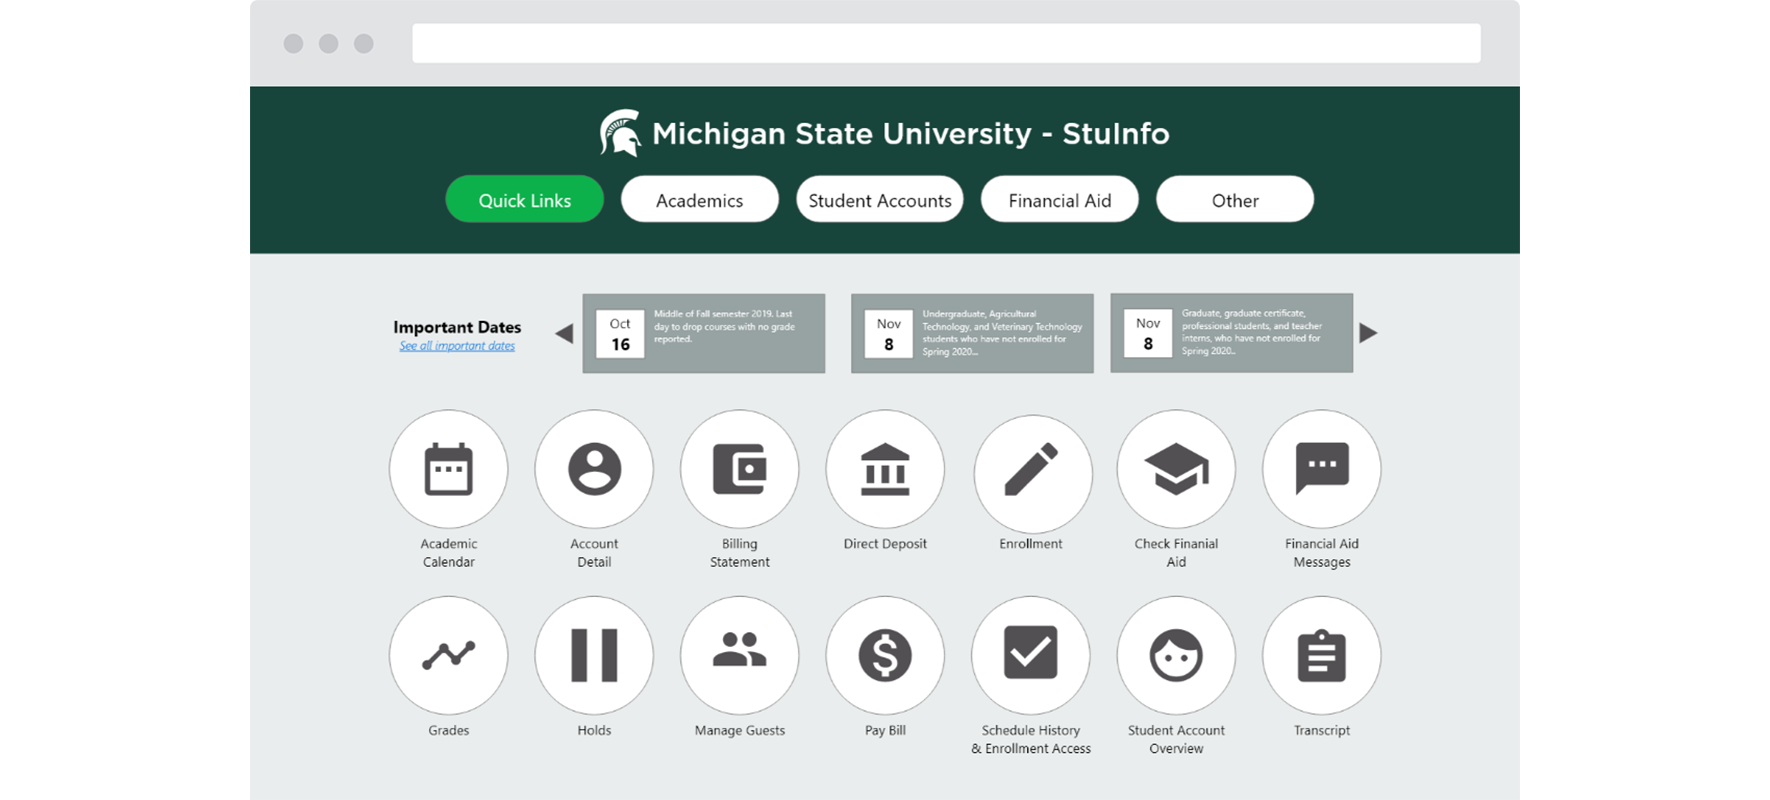 Michigan State University - StuInfo
Quick Links
Academics
Student Accounts
Financial Aid
Other
Important Dates
See all important dates
Oct
16
Middle of Fall semester 2019. Last
day to drop courses with no grade
reported.
Nov
8
Undergraduate, Agricultural
Technology, and Veterinary Technology
students who have not enrolled for
Spring 2020...
Nov
8
Graduate, graduate certificate,
professional students, and teacher
interns, who have not enrolled for
Spring 2020...
Academic
Calendar
Account
Detail
Billing
Statement
Direct Deposit
Enrollment
Check Finanial
Aid
Financial Aid
Messages
Grades
Holds
Manage Guests
Pay Bill
Schedule History
& Enrollment Access
Student Account
Overview
Transcript